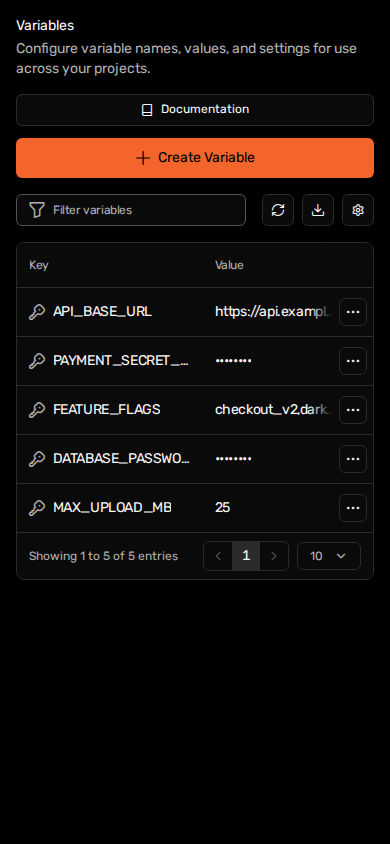 Variables
Configure variable names, values, and settings for use
across your projects.
Documentation
Create Variable
Filter variables
Key Value
API_BASE_URL https://api.exampl...
PAYMENT_SECRET_... ••••••••
FEATURE_FLAGS checkout_v2,dark...
DATABASE_PASSWO... ••••••••
MAX_UPLOAD_MB 25
Showing 1 to 5 of 5 entries 1 10